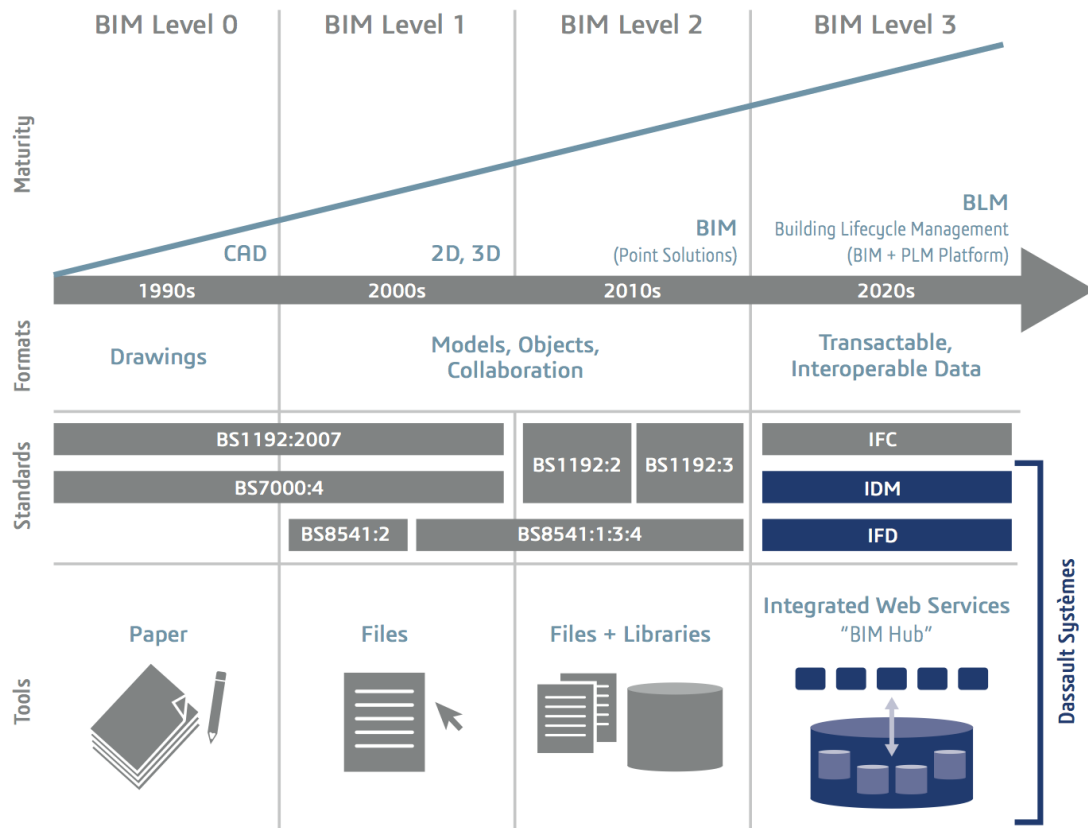 BIM Level 0
BIM Level 1
BIM Level 2
BIM Level 3
Maturity
CAD
2D, 3D
BIM
(Point Solutions)
BLM
Building Lifecycle Management
(BIM + PLM Platform)
1990s
2000s
2010s
2020s
Formats
Drawings
Models, Objects,
Collaboration
Transactable,
Interoperable Data
Standards
BS1192:2007
BS7000:4
BS8541:2
BS8541:1:3:4
BS1192:2
BS1192:3
IFC
IDM
IFD
Tools
Paper
Files
Files + Libraries
Integrated Web Services
“BIM Hub”
Dassault Systèmes